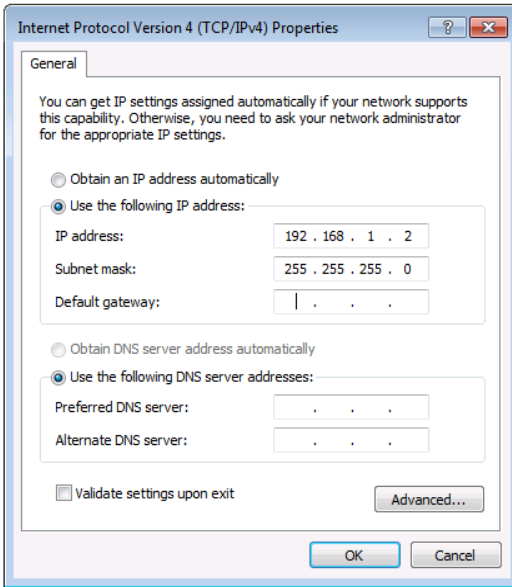 Internet Protocol Version 4 (TCP/IPv4) Properties
General
You can get IP settings assigned automatically if your network supports
this capability. Otherwise, you need to ask your network administrator
for the appropriate IP settings.
Obtain an IP address automatically
Use the following IP address:
IP address: 192 . 168 . 1 . 2
Subnet mask: 255 . 255 . 255 . 0
Default gateway: . . .
Obtain DNS server address automatically
Use the following DNS server addresses:
Preferred DNS server: . . .
Alternate DNS server: . . .
Validate settings upon exit
Advanced...
OK Cancel